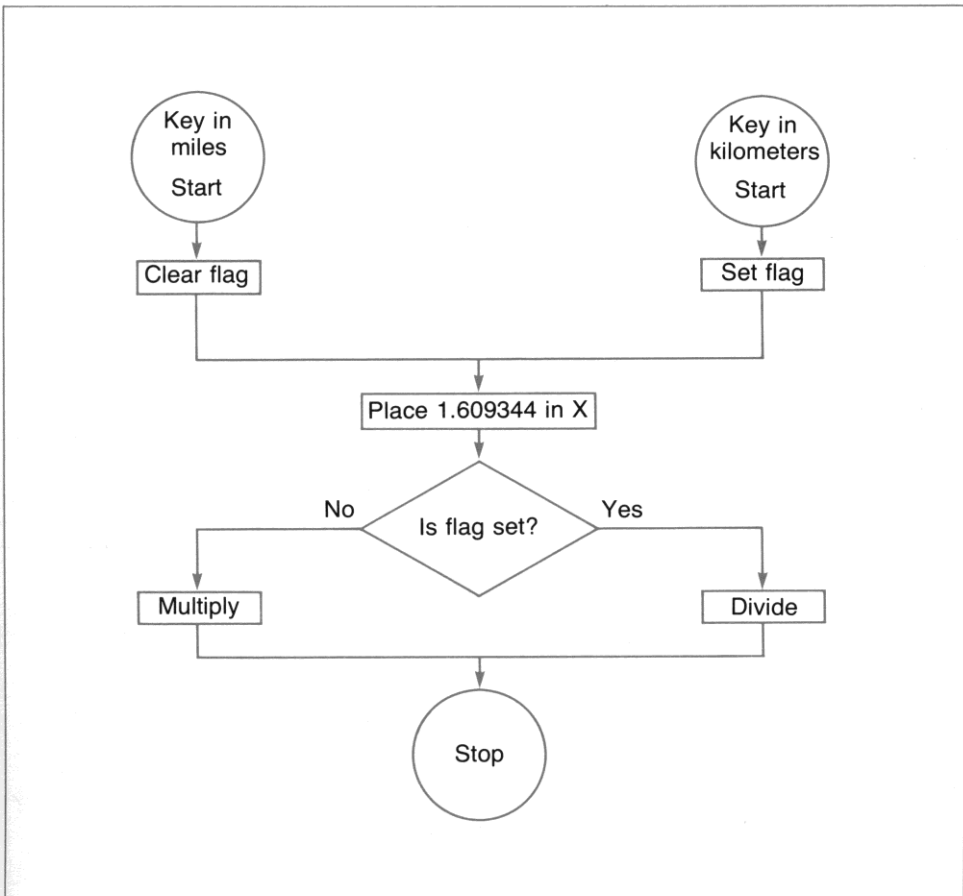 Key in
miles
Start
Key in
kilometers
Start
Clear flag
Set flag
Place 1.609344 in X
No
Is flag set?
Yes
Multiply
Divide
Stop